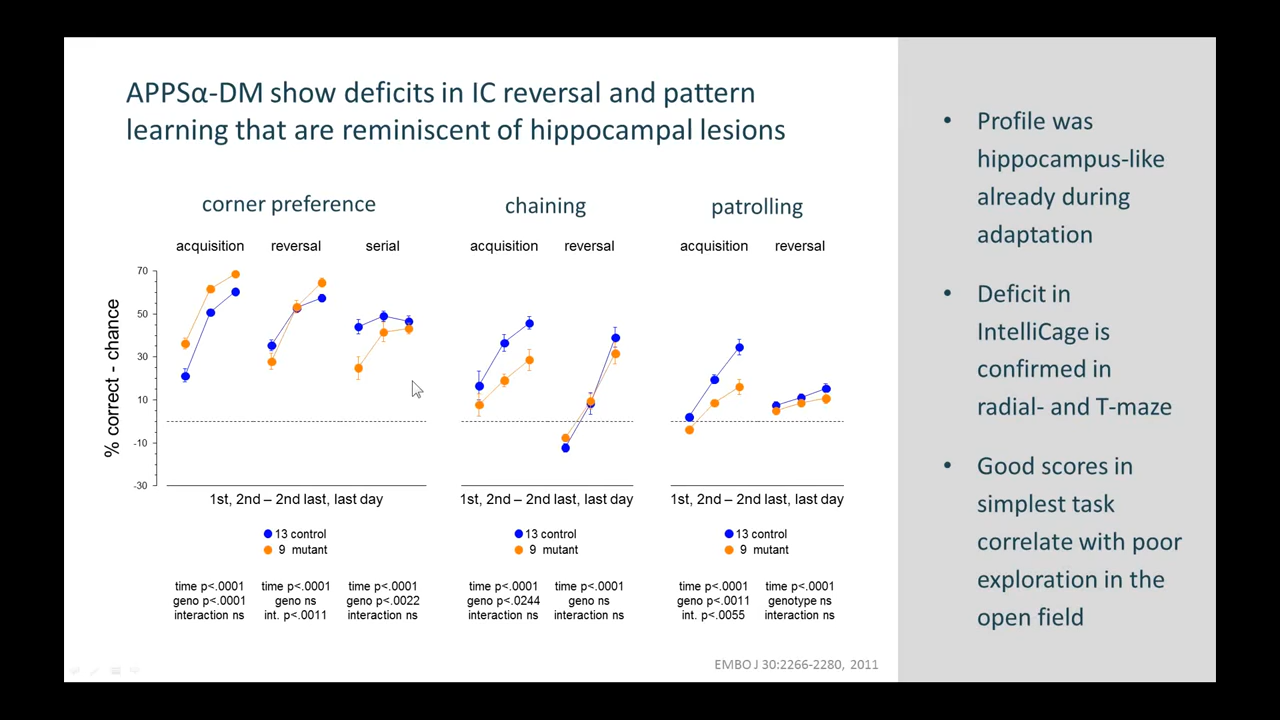 APPSα-DM show deficits in IC reversal and pattern
learning that are reminiscent of hippocampal lesions
corner preference
chaining
patrolling
acquisition
reversal
serial
acquisition
reversal
acquisition
reversal
% correct - chance
70
50
30
10
-10
-30
1st, 2nd – 2nd last, last day
1st, 2nd – 2nd last, last day
1st, 2nd – 2nd last, last day
13 control
9 mutant
13 control
9 mutant
13 control
9 mutant
time p<.0001
geno p<.0001
interaction ns
time p<.0001
geno ns
int. p<.0011
time p<.0001
geno p<.0022
interaction ns
time p<.0001
geno p<.0244
interaction ns
time p<.0001
geno ns
interaction ns
time p<.0001
geno p<.0011
int. p<.0055
time p<.0001
genotype ns
interaction ns
EMBO J 30:2266-2280, 2011
• Profile was
hippocampus-like
already during
adaptation
• Deficit in
IntelliCage is
confirmed in
radial- and T-maze
• Good scores in
simplest task
correlate with poor
exploration in the
open field